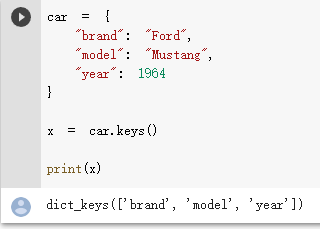 car = {
"brand": "Ford",
"model": "Mustang",
"year": 1964
}
x = car.keys()
print(x)
dict_keys(['brand', 'model', 'year'])